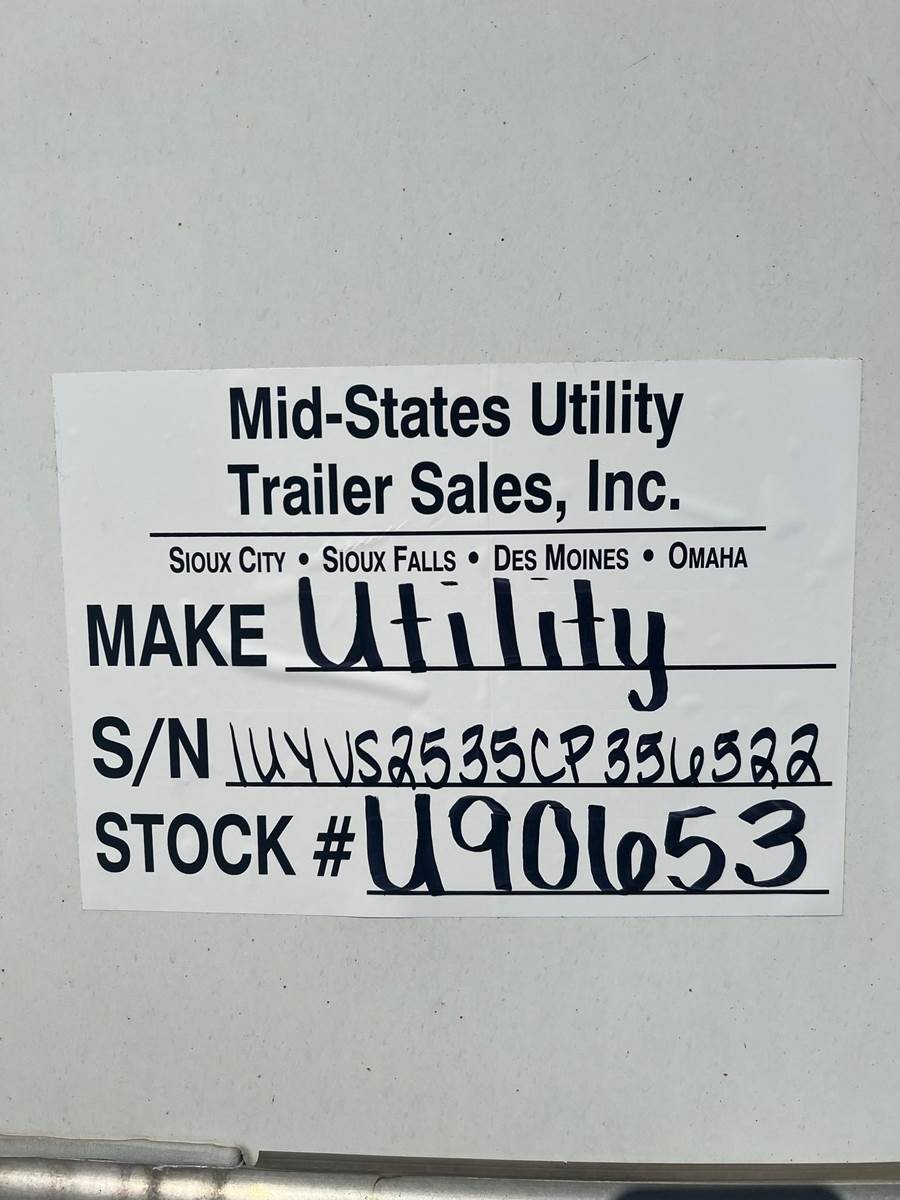 Mid-States Utility
Trailer Sales, Inc.
SIOUX CITY • SIOUX FALLS • DES MOINES • OMAHA
MAKE Utility
S/N 1UYVS2535CP356522
STOCK # U90653